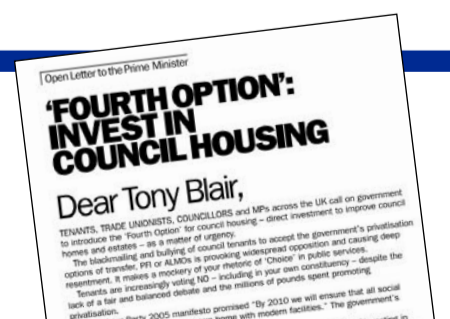 Open Letter to the Prime Minister
'FOURTH OPTION':
INVEST IN
COUNCIL HOUSING
Dear Tony Blair,
TENANTS, TRADE UNIONISTS, COUNCILLORS and MPs across the UK call on government
to introduce the 'Fourth Option' for council housing – direct investment to improve council
homes and estates – as a matter of urgency.
The blackmailing and bullying of council tenants to accept the government's privatisation
options of transfer, PFI or ALMOs is provoking widespread opposition and causing deep
resentment. It makes a mockery of your rhetoric of 'Choice' in public services.
Tenants are increasingly voting NO – including in your own constituency – despite the
lack of a fair and balanced debate and the millions of pounds spent promoting
privatisation.
Party 2005 manifesto promised "By 2010 we will ensure that all social
home with modern facilities." The government's